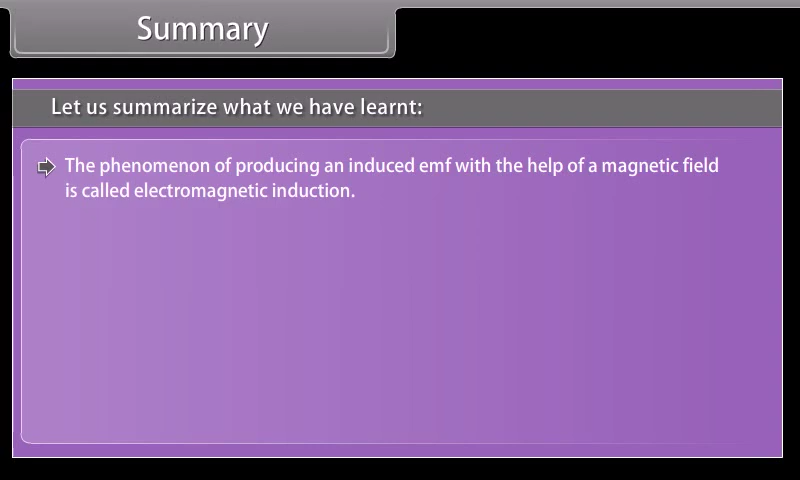 Summary
Let us summarize what we have learnt:
The phenomenon of producing an induced emf with the help of a magnetic field
is called electromagnetic induction.